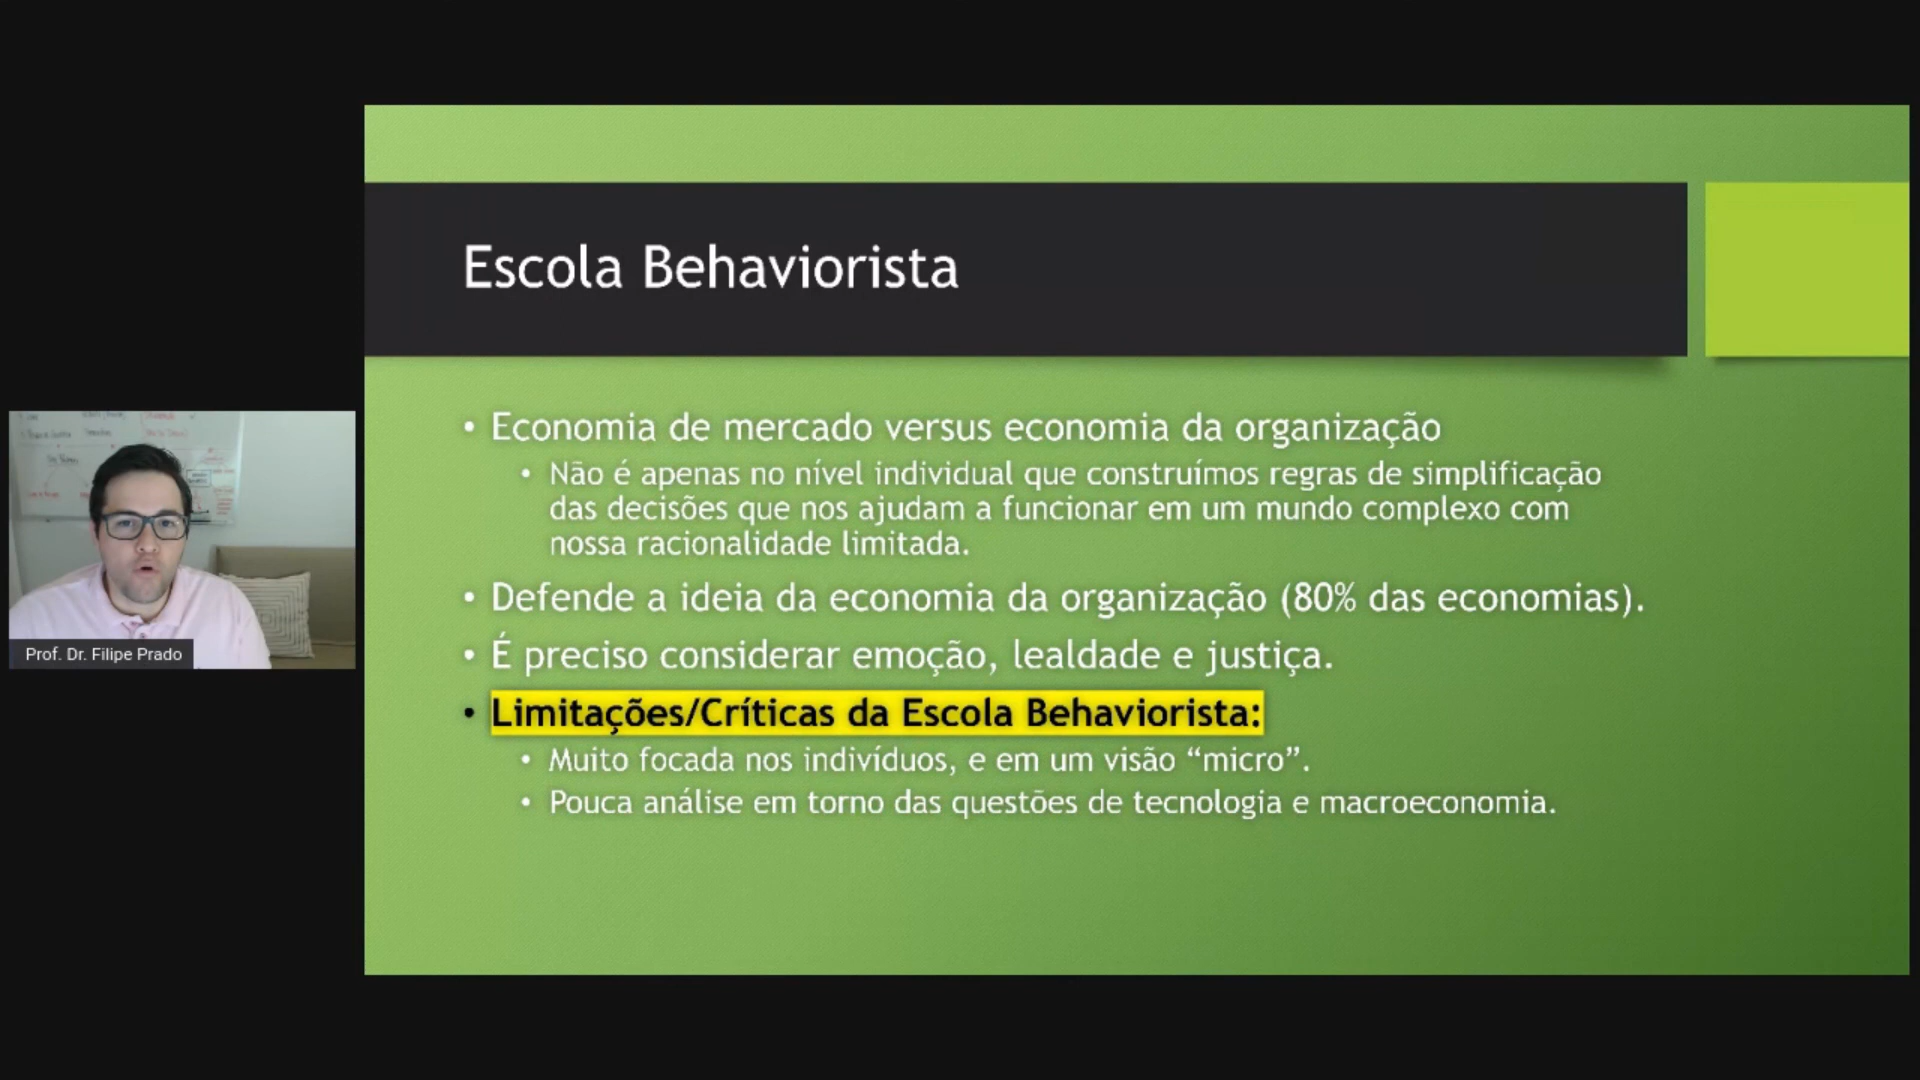 Escola Behaviorista
• Economia de mercado versus economia da organização
• Não é apenas no nível individual que construímos regras de simplificação
das decisões que nos ajudam a funcionar em um mundo complexo com
nossa racionalidade limitada.
• Defende a ideia da economia da organização (80% das economias).
• É preciso considerar emoção, lealdade e justiça.
• Limitações/Críticas da Escola Behaviorista:
• Muito focada nos indivíduos, e em um visão “micro”.
• Pouca análise em torno das questões de tecnologia e macroeconomia.
Prof. Dr. Filipe Prado